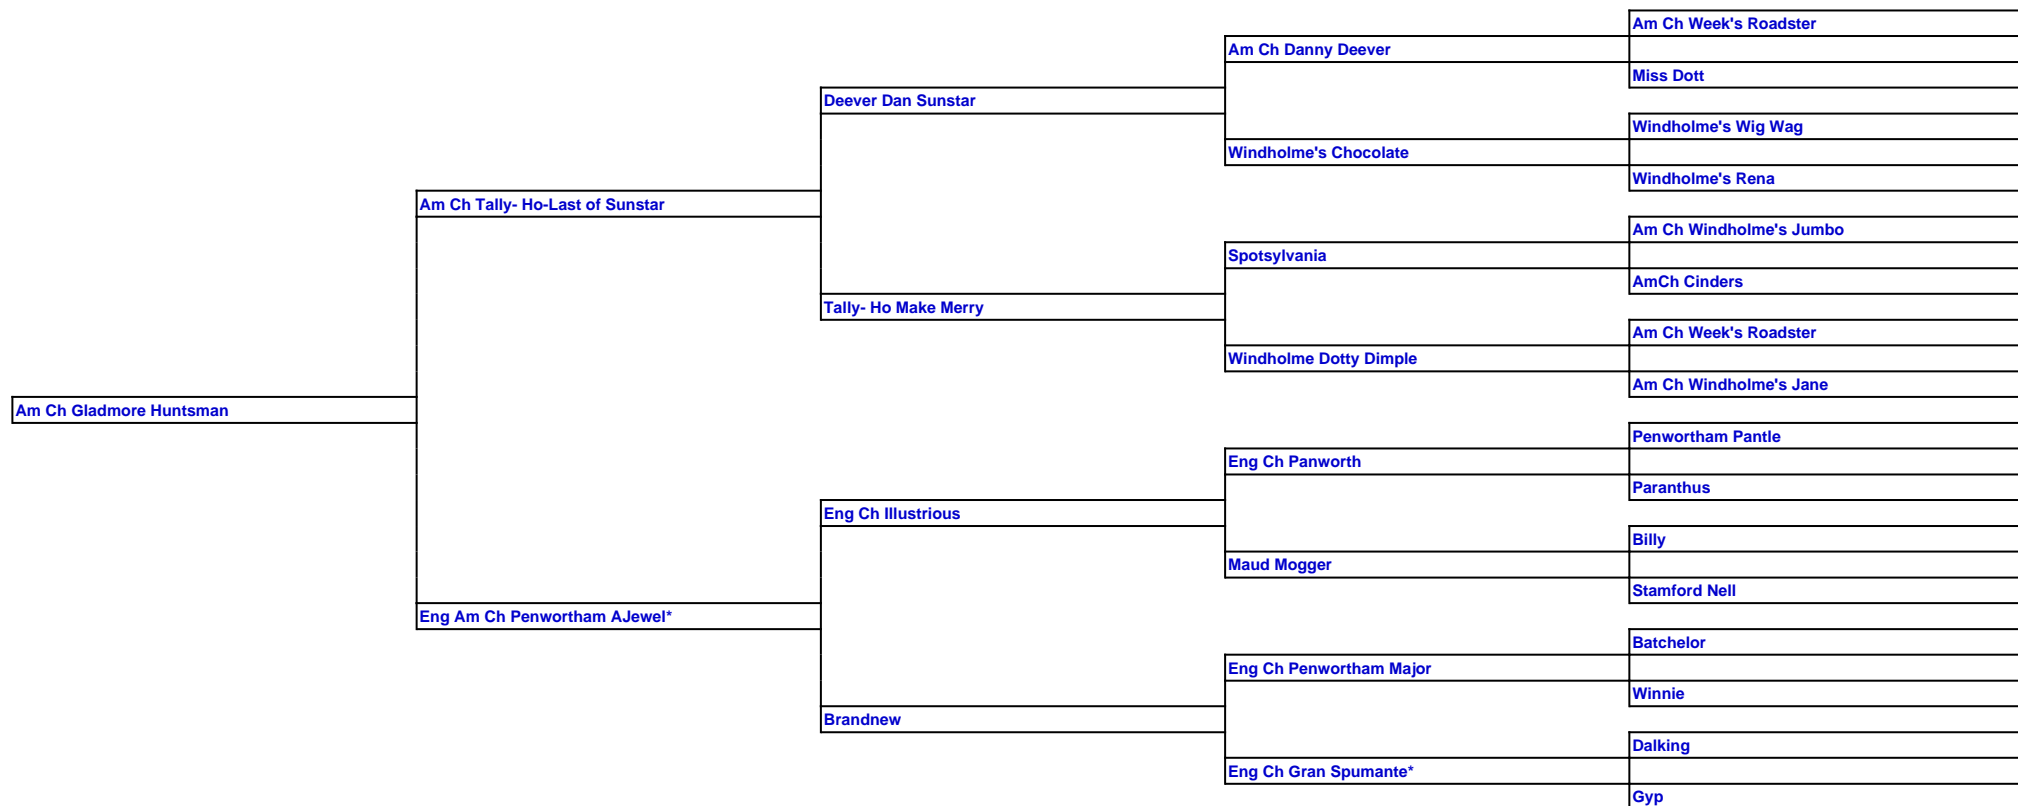 Am Ch Week's Roadster
Am Ch Danny Deever
Miss Dott
Deever Dan Sunstar
Windholme's Wig Wag
Windholme's Chocolate
Windholme's Rena
Am Ch Tally- Ho-Last of Sunstar
Am Ch Windholme's Jumbo
Spotsylvania
AmCh Cinders
Tally- Ho Make Merry
Am Ch Week's Roadster
Windholme Dotty Dimple
Am Ch Windholme's Jane
Am Ch Gladmore Huntsman
Penwortham Pantle
Eng Ch Panworth
Paranthus
Eng Ch Illustrious
Billy
Maud Mogger
Stamford Nell
Eng Am Ch Penwortham AJewel*
Batchelor
Eng Ch Penwortham Major
Winnie
Brandnew
Dalking
Eng Ch Gran Spumante*
Gyp